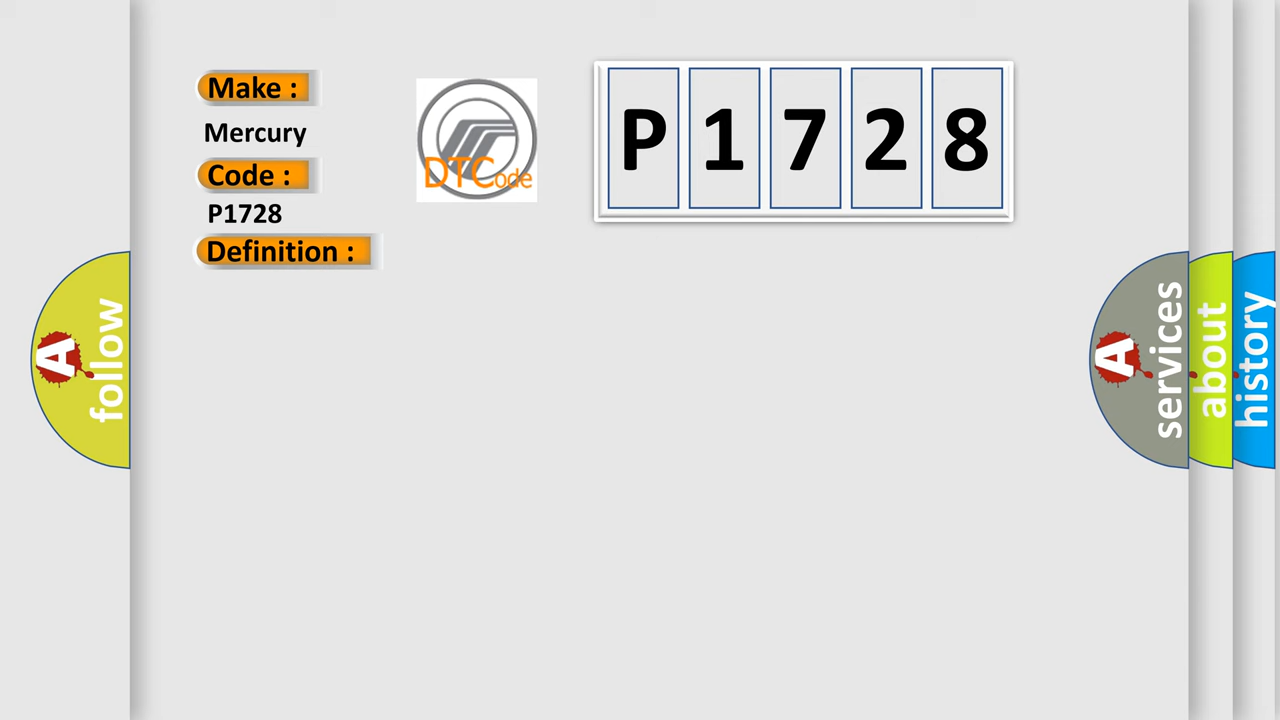 Make :
Mercury
Code :
P1728
Definition :
DTCode
P 1 7 2 8
A follow
A services
about
history